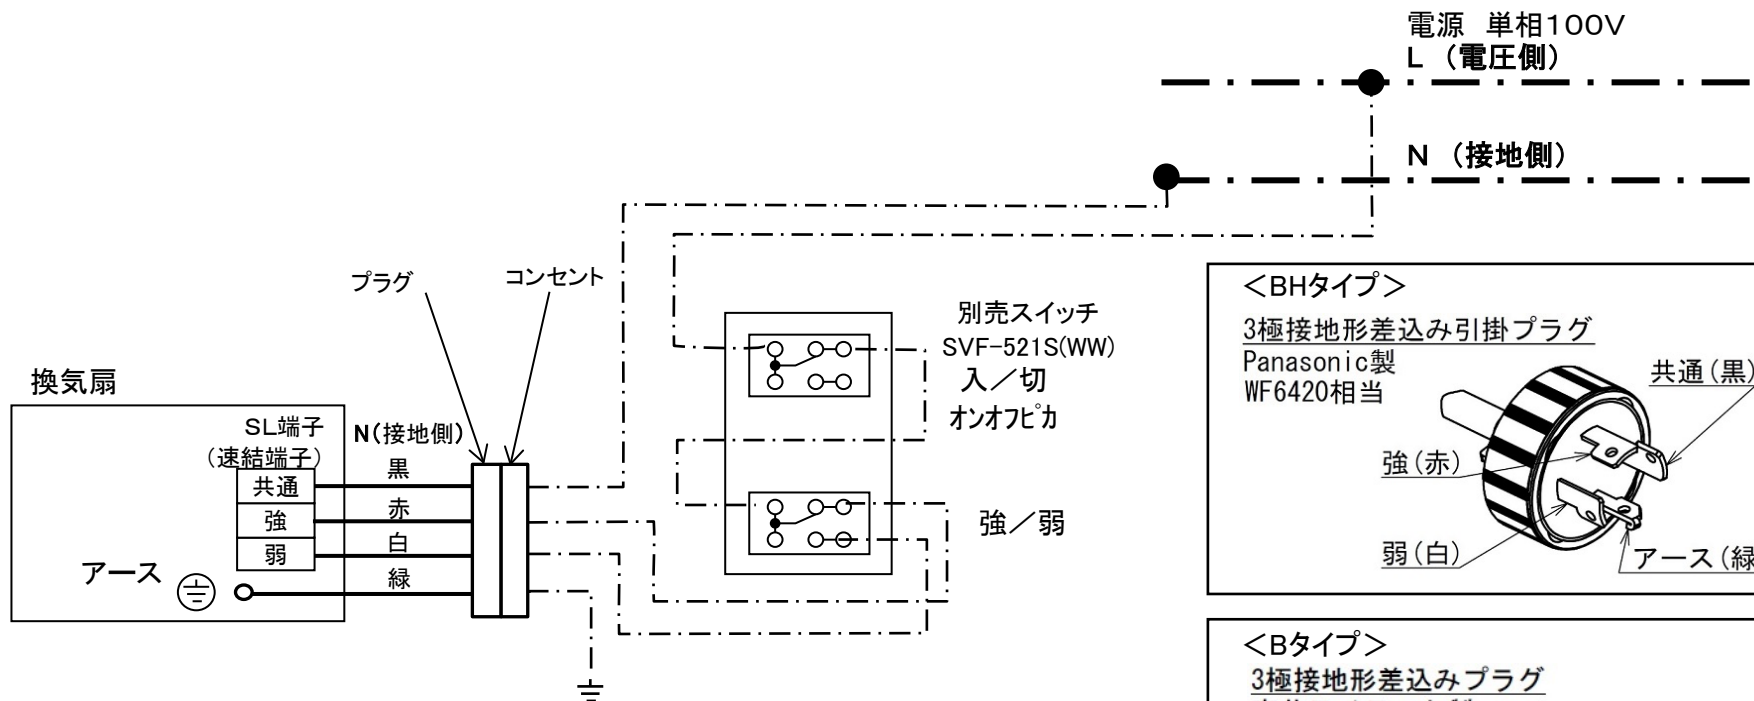 電源 単相100V
L (電圧側)
N (接地側)
プラグ
コンセント
別売スイッチ
SVF-521S(WW)
入/切
オンオフピカ
強/弱
換気扇
SL端子
(速結端子)
N(接地側)
共通
黒
強
赤
弱
白
アース
緑
<BHタイプ>
3極接地形差込み引掛プラグ
Panasonic製
WF6420相当
共通(黒)
強(赤)
弱(白)
アース(緑
<Bタイプ>
3極接地形差込みプラグ